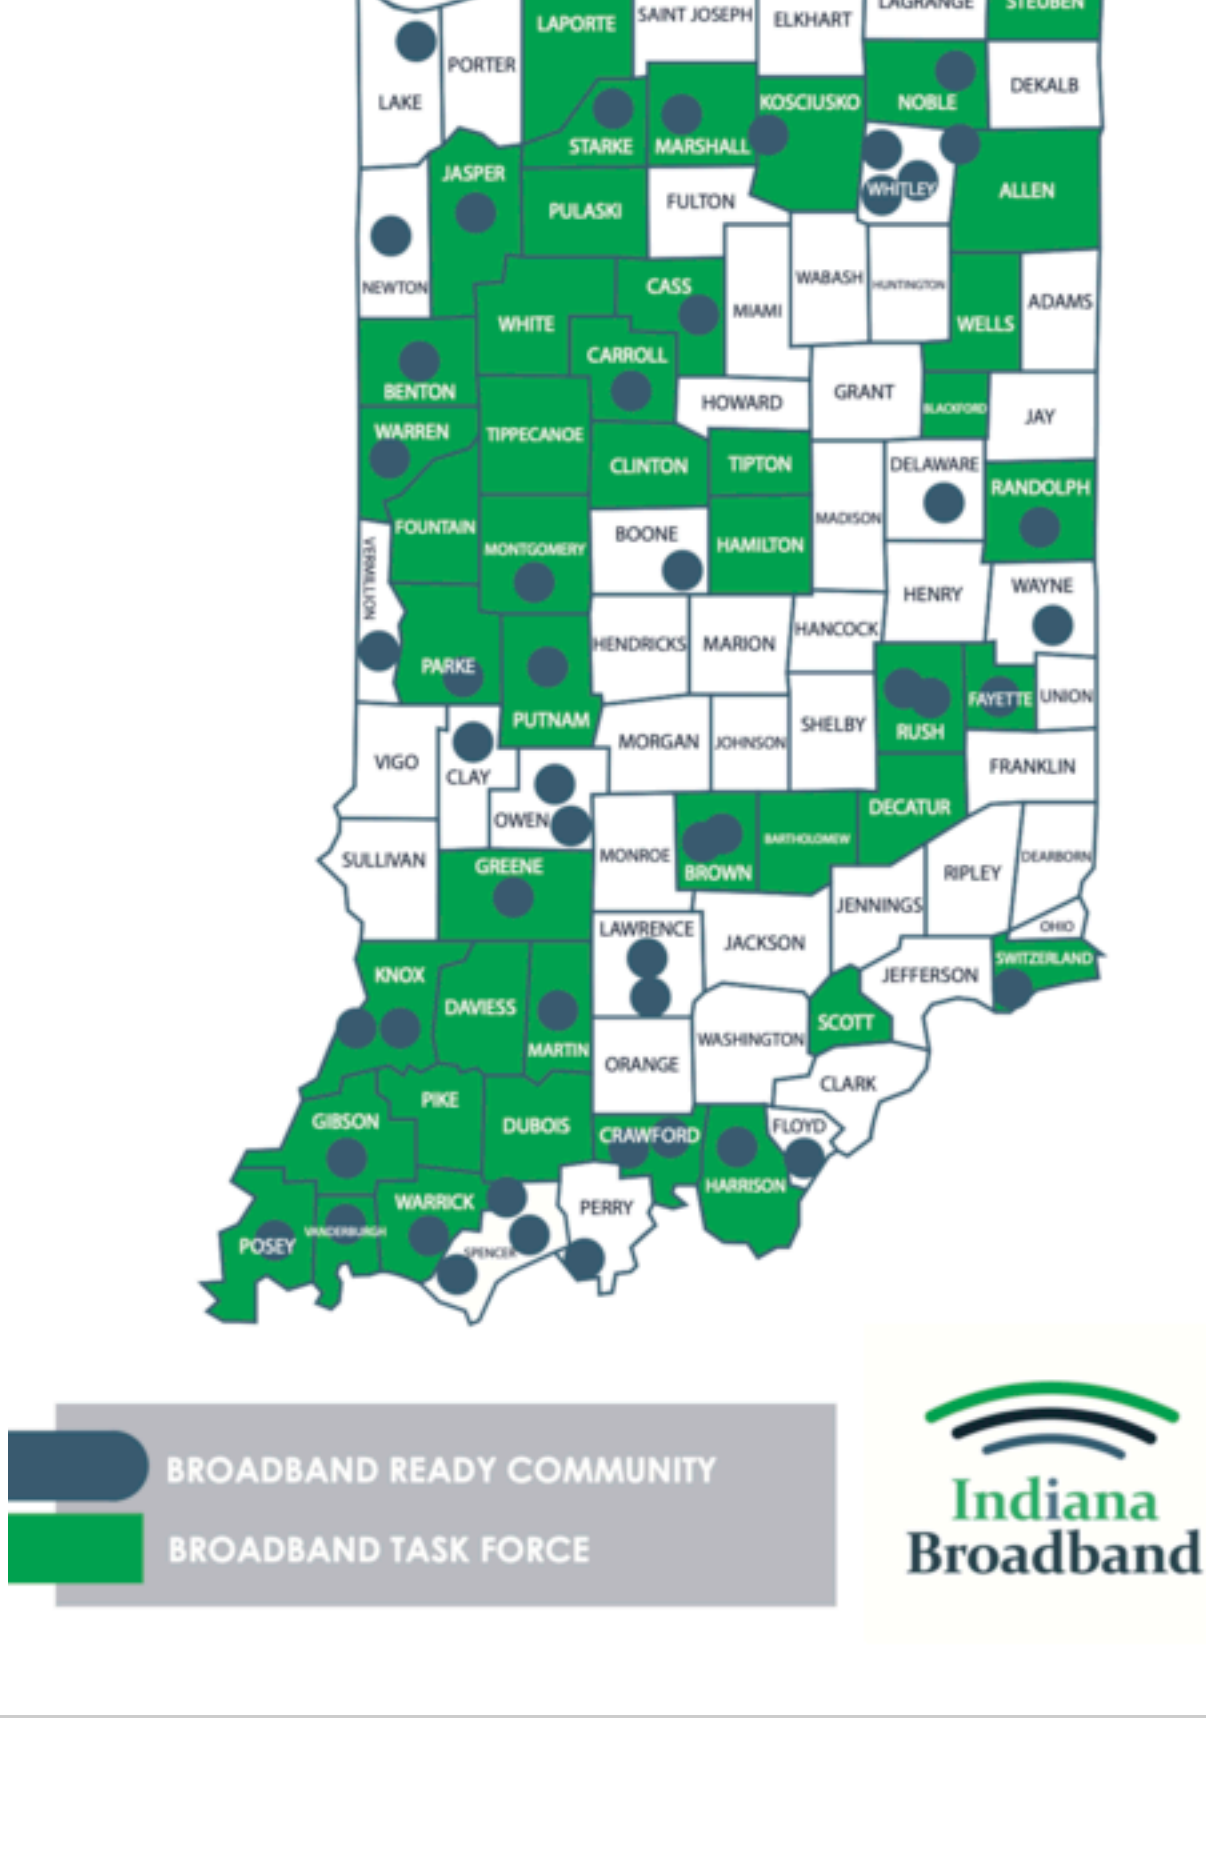 LAGRANGE
STEUBEN
LAPORTE
SAINT JOSEPH
ELKHART
PORTER
LAKE
DEKALB
KOSCIUSKO
NOBLE
STARKE
MARSHALL
JASPER
WHITLEY
ALLEN
PULASKI
FULTON
NEWTON
CASS
WABASH
HUNTINGTON
ADAMS
MIAMI
WHITE
WELLS
CARROLL
BENTON
HOWARD
GRANT
BLACKFORD
JAY
WARREN
TIPPECANOE
CLINTON
TIPTON
DELAWARE
RANDOLPH
FOUNTAIN
MADISON
BOONE
HAMILTON
MONTGOMERY
VERMILLION
HENRY
WAYNE
HENDRICKS
MARION
HANCOCK
PARKE
FAYETTE
UNION
PUTNAM
SHELBY
RUSH
MORGAN
JOHNSON
VIGO
CLAY
FRANKLIN
DECATUR
OWEN
BARTHOLOMEW
SULLIVAN
GREENE
MONROE
BROWN
RIPLEY
DEARBORN
JENNINGS
LAWRENCE
JACKSON
OHIO
KNOX
JEFFERSON
SWITZERLAND
DAVIESS
MARTIN
SCOTT
WASHINGTON
ORANGE
CLARK
PIKE
GIBSON
DUBOIS
CRAWFORD
FLOYD
HARRISON
WARRICK
PERRY
VANDERBURGH
POSEY
SPENCER
BROADBAND READY COMMUNITY
BROADBAND TASK FORCE
Indiana
Broadband